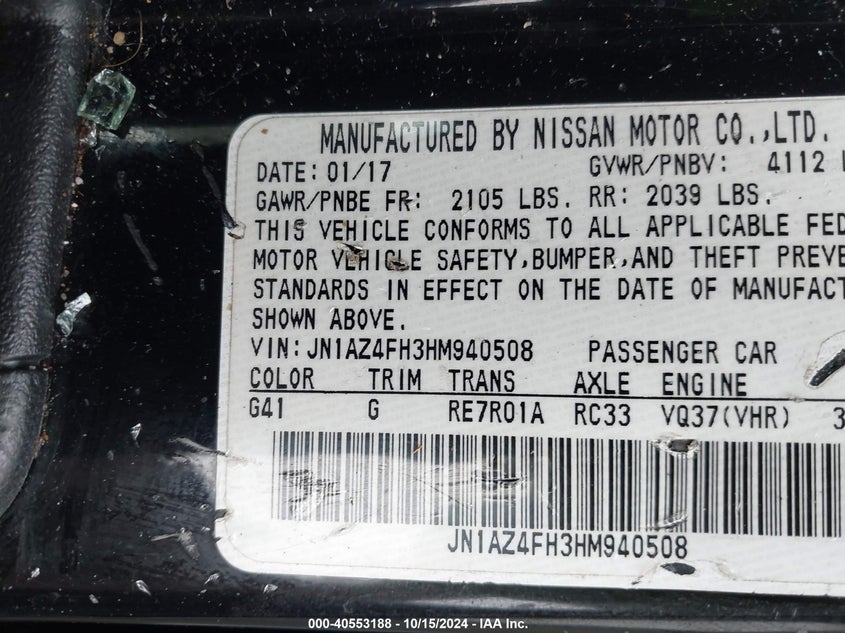 MANUFACTURED BY NISSAN MOTOR CO.,LTD.
DATE: 01/17 GVWR/PNBV: 4112 L
GAWR/PNBE FR: 2105 LBS. RR: 2039 LBS.
THIS VEHICLE CONFORMS TO ALL APPLICABLE FED
MOTOR VEHICLE SAFETY,BUMPER,AND THEFT PREVE
STANDARDS IN EFFECT ON THE DATE OF MANUFACT
SHOWN ABOVE.
VIN: JN1AZ4FH3HM940508 PASSENGER CAR
COLOR TRIM TRANS AXLE ENGINE
G41 G RE7R01A RC33 VQ37(VHR) 3
JN1AZ4FH3HM940508
000-40553188 - 10/15/2024 - IAA Inc.